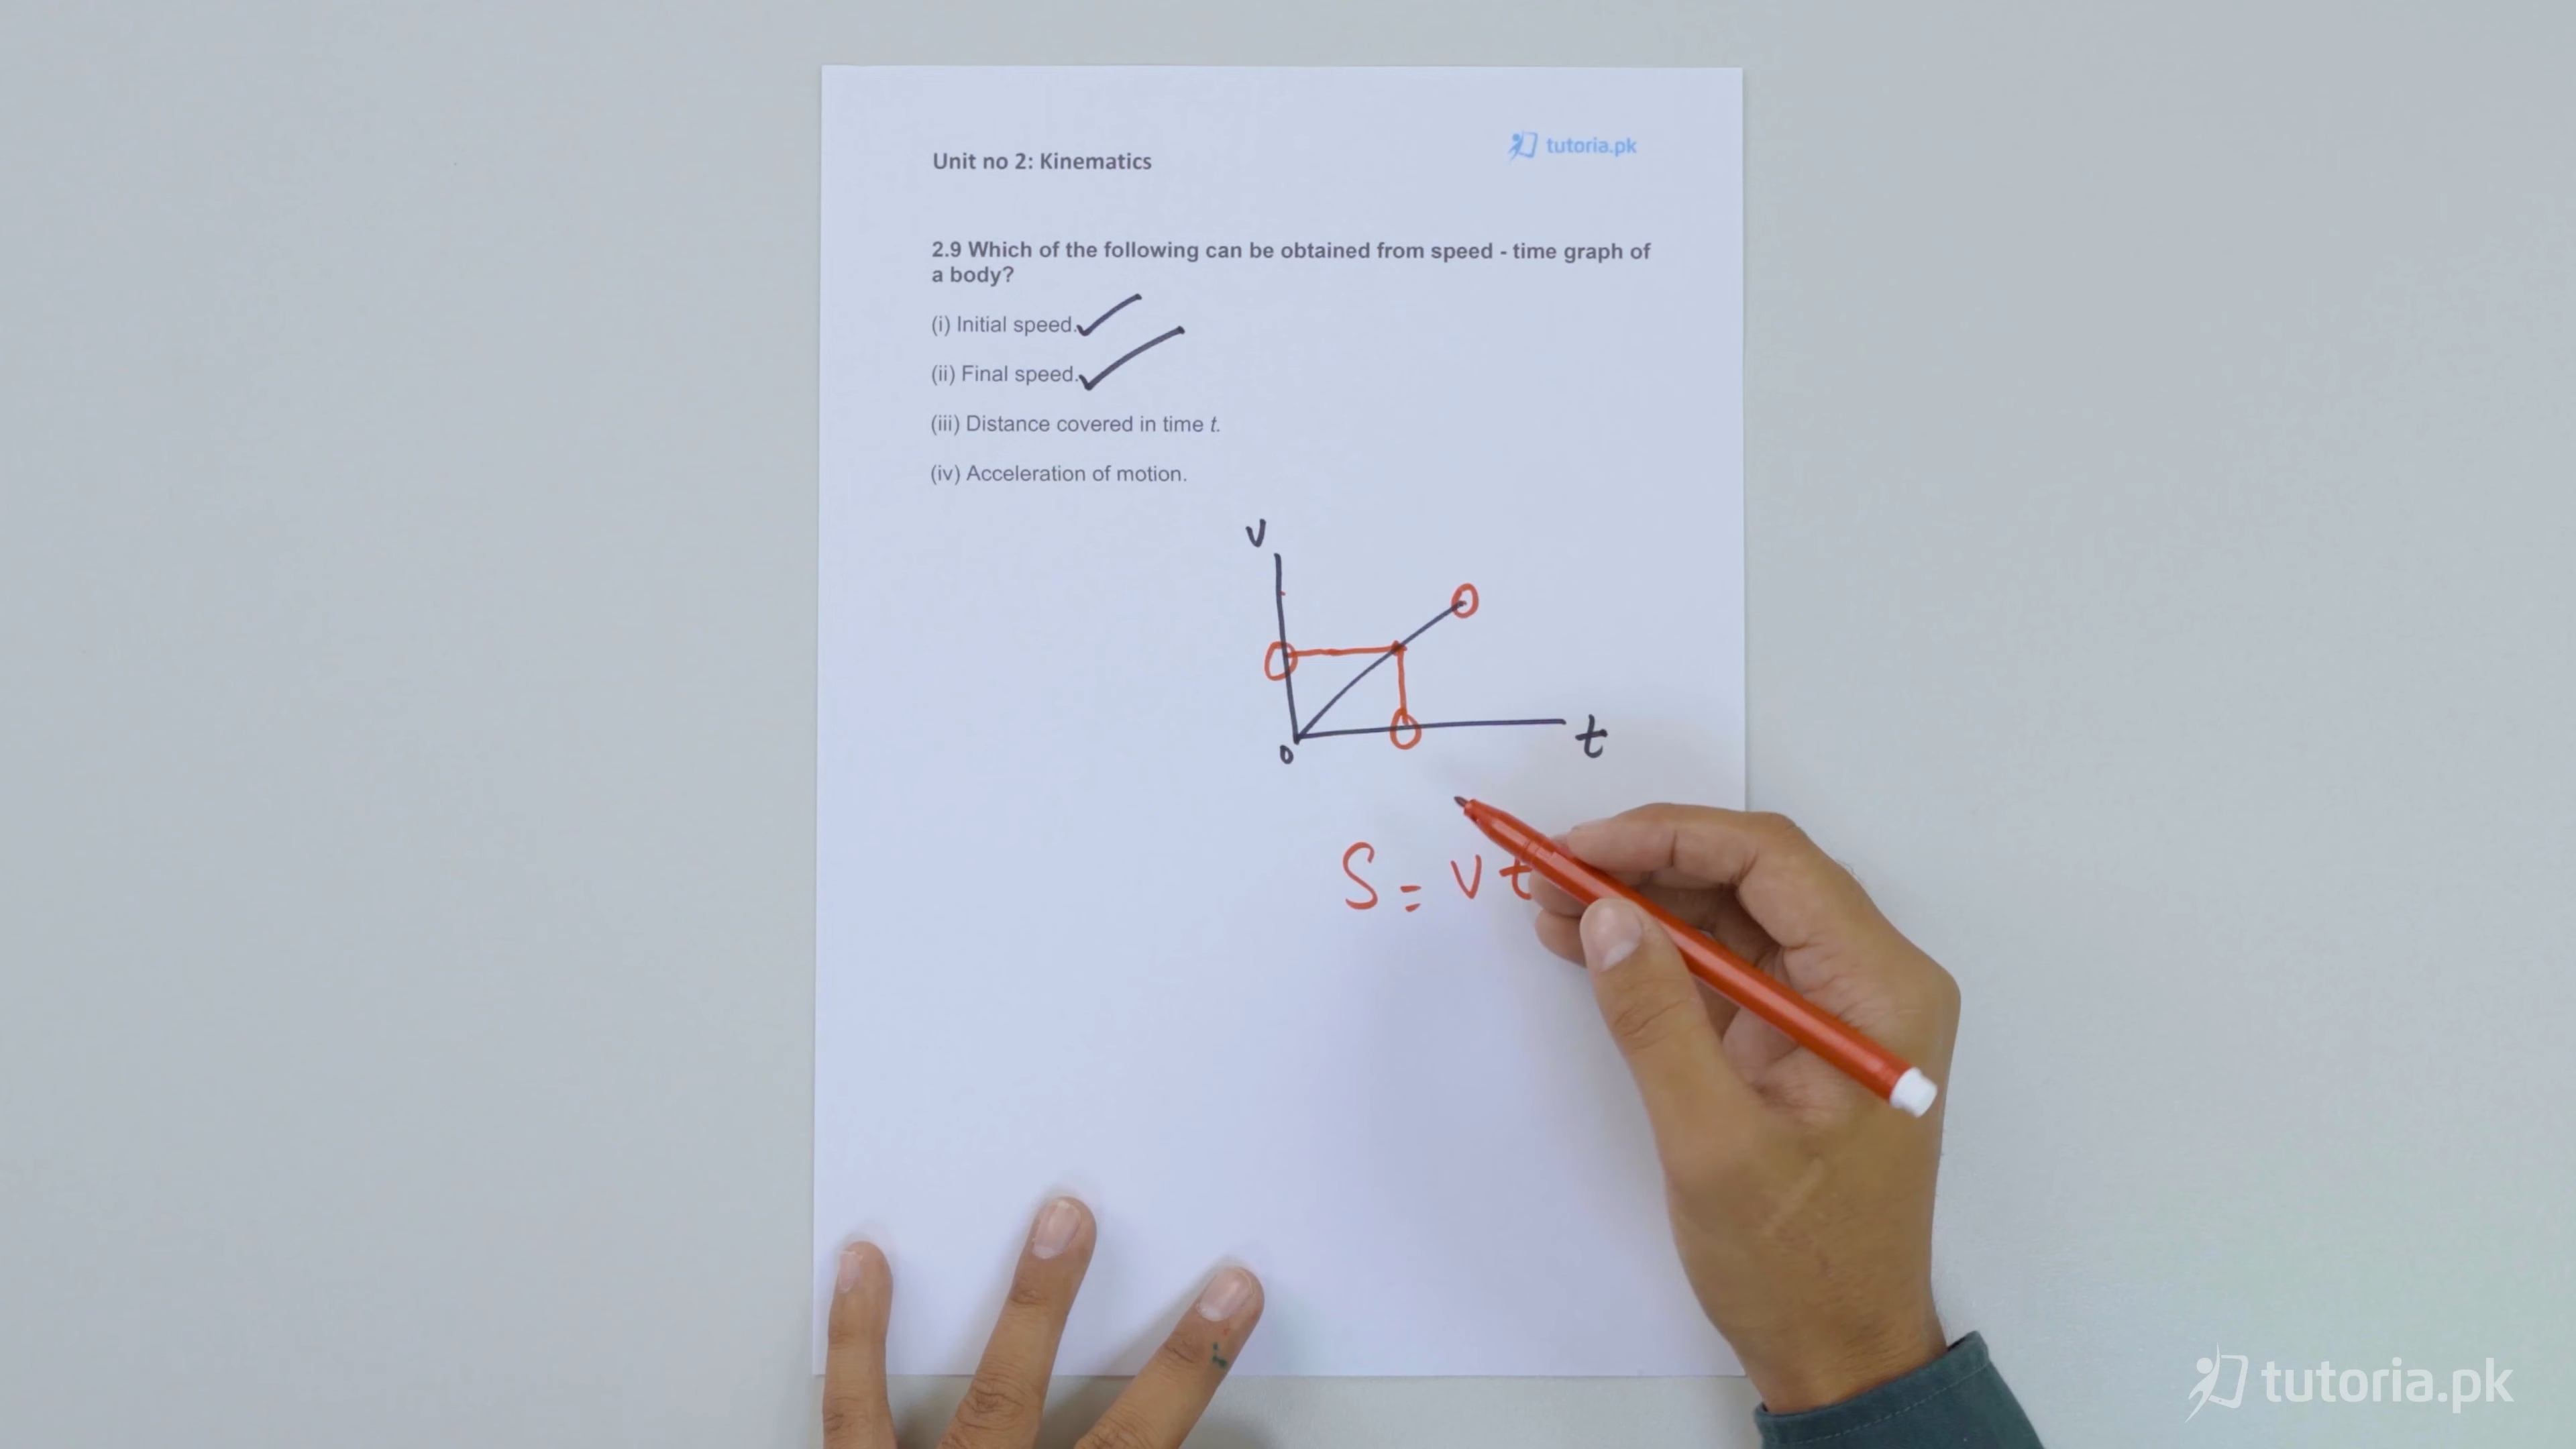 tutoria.pk
Unit no 2: Kinematics
2.9 Which of the following can be obtained from speed - time graph of
a body?
(i) Initial speed.
(ii) Final speed.
(iii) Distance covered in time t.
(iv) Acceleration of motion.
v
0
t
S = vt
tutoria.pk